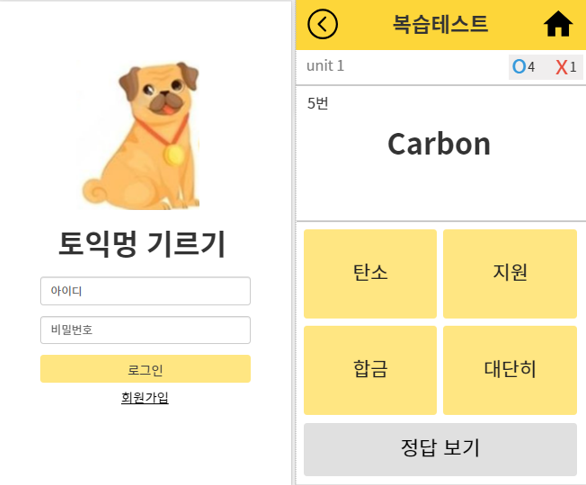 토익멍 기르기
아이디
비밀번호
로그인
회원가입
복습테스트
unit 1
O 4 X 1
5번
Carbon
탄소
지원
합금
대단히
정답 보기